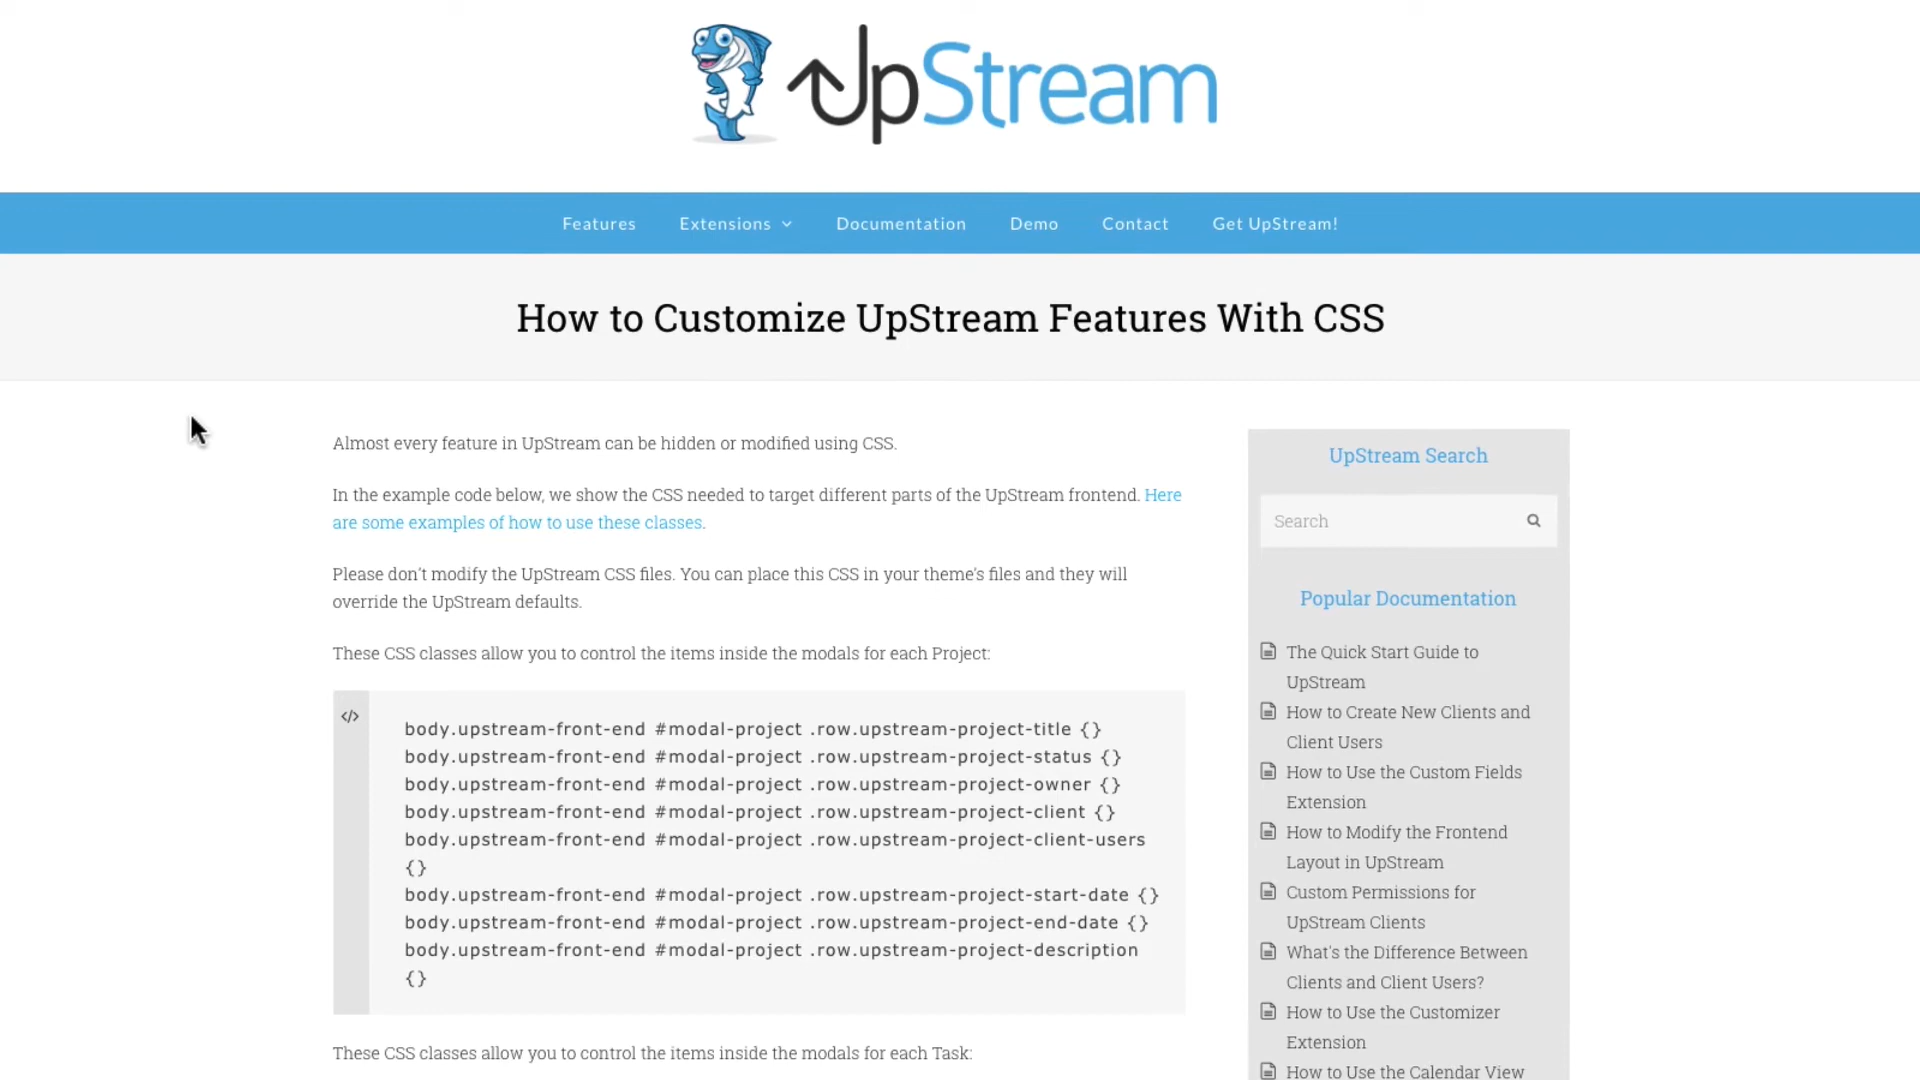 UpStream
Features Extensions Documentation Demo Contact Get UpStream!
How to Customize UpStream Features With CSS
Almost every feature in UpStream can be hidden or modified using CSS.
In the example code below, we show the CSS needed to target different parts of the UpStream frontend. Here
are some examples of how to use these classes.
Please don’t modify the UpStream CSS files. You can place this CSS in your theme’s files and they will
override the UpStream defaults.
These CSS classes allow you to control the items inside the modals for each Project:
</>
body.upstream-front-end #modal-project .row.upstream-project-title {}
body.upstream-front-end #modal-project .row.upstream-project-status {}
body.upstream-front-end #modal-project .row.upstream-project-owner {}
body.upstream-front-end #modal-project .row.upstream-project-client {}
body.upstream-front-end #modal-project .row.upstream-project-client-users
{}
body.upstream-front-end #modal-project .row.upstream-project-start-date {}
body.upstream-front-end #modal-project .row.upstream-project-end-date {}
body.upstream-front-end #modal-project .row.upstream-project-description
{}
These CSS classes allow you to control the items inside the modals for each Task:
UpStream Search
Search
Popular Documentation
The Quick Start Guide to
UpStream
How to Create New Clients and
Client Users
How to Use the Custom Fields
Extension
How to Modify the Frontend
Layout in UpStream
Custom Permissions for
UpStream Clients
What’s the Difference Between
Clients and Client Users?
How to Use the Customizer
Extension
How to Use the Calendar View